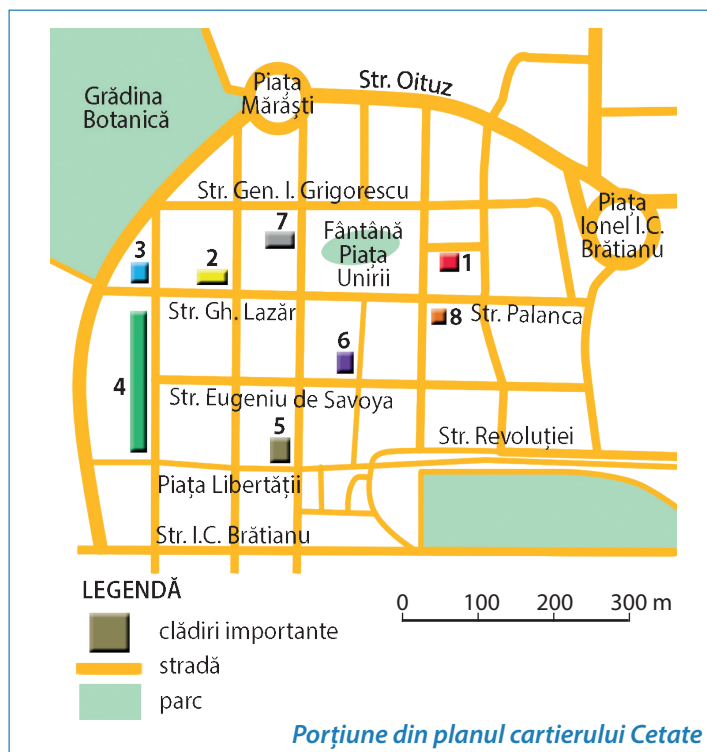 Grădina
Botanică
Piața
Mărăști
Str. Oituz
Str. Gen. I. Grigorescu
Piața
Ionel I.C.
Brătianu
7
Fântână
Piața
Unirii
3
2
1
Str. Gh. Lazăr
8
Str. Palanca
6
4
Str. Eugeniu de Savoya
5
Str. Revoluției
Piața Libertății
Str. I.C. Brătianu
LEGENDĂ
clădiri importante
stradă
parc
0 100 200 300 m
Porțiune din planul cartierului Cetate